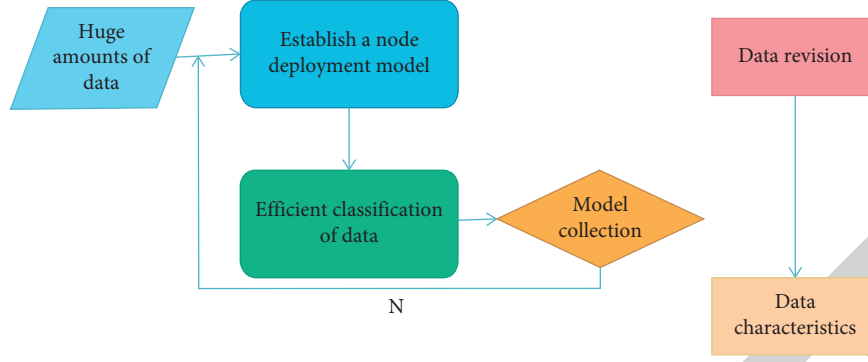 Huge
amounts of
data
Establish a node
deployment model
Data revision
Efficient classification
of data
Model
collection
N
Data
characteristics